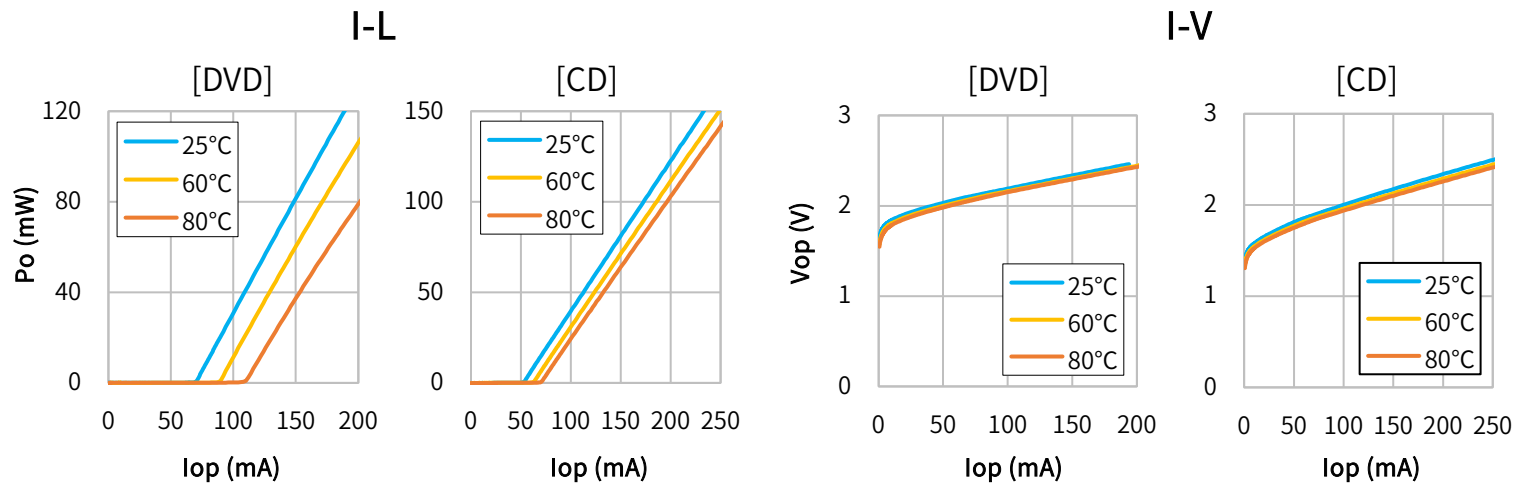 I-L
[DVD]
120
80
40
0
Po (mW)
25°C
60°C
80°C
0 50 100 150 200
Iop (mA)
[CD]
150
100
50
0
25°C
60°C
80°C
0 50 100 150 200 250
Iop (mA)
I-V
[DVD]
3
2
1
0
Vop (V)
25°C
60°C
80°C
0 50 100 150 200
Iop (mA)
[CD]
3
2
1
0
25°C
60°C
80°C
0 50 100 150 200 250
Iop (mA)